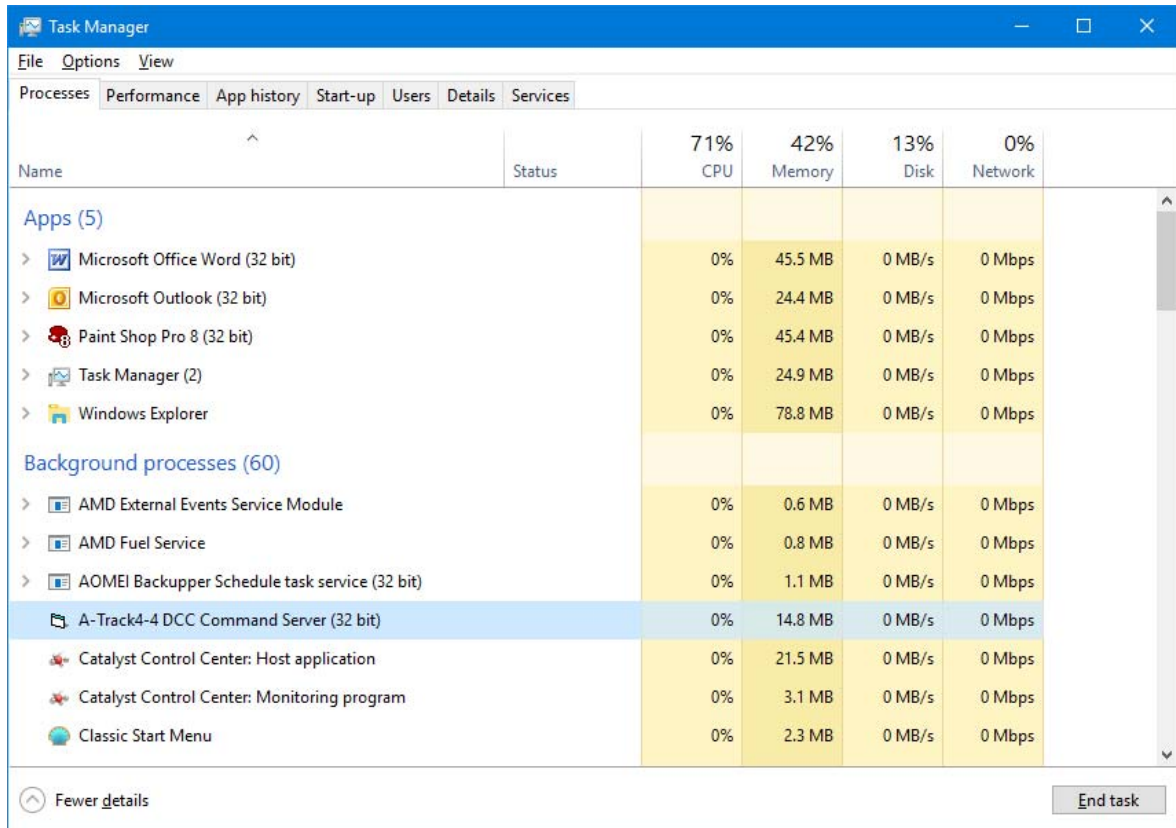 Task Manager
File Options View
Processes Performance App history Start-up Users Details Services
71% 42% 13% 0%
Name Status CPU Memory Disk Network
Apps (5)
Microsoft Office Word (32 bit) 0% 45.5 MB 0 MB/s 0 Mbps
Microsoft Outlook (32 bit) 0% 24.4 MB 0 MB/s 0 Mbps
Paint Shop Pro 8 (32 bit) 0% 45.4 MB 0 MB/s 0 Mbps
Task Manager (2) 0% 24.9 MB 0 MB/s 0 Mbps
Windows Explorer 0% 78.8 MB 0 MB/s 0 Mbps
Background processes (60)
AMD External Events Service Module 0% 0.6 MB 0 MB/s 0 Mbps
AMD Fuel Service 0% 0.8 MB 0 MB/s 0 Mbps
AOMEI Backupper Schedule task service (32 bit) 0% 1.1 MB 0 MB/s 0 Mbps
A-Track4-4 DCC Command Server (32 bit) 0% 14.8 MB 0 MB/s 0 Mbps
Catalyst Control Center: Host application 0% 21.5 MB 0 MB/s 0 Mbps
Catalyst Control Center: Monitoring program 0% 3.1 MB 0 MB/s 0 Mbps
Classic Start Menu 0% 2.3 MB 0 MB/s 0 Mbps
Fewer details End task